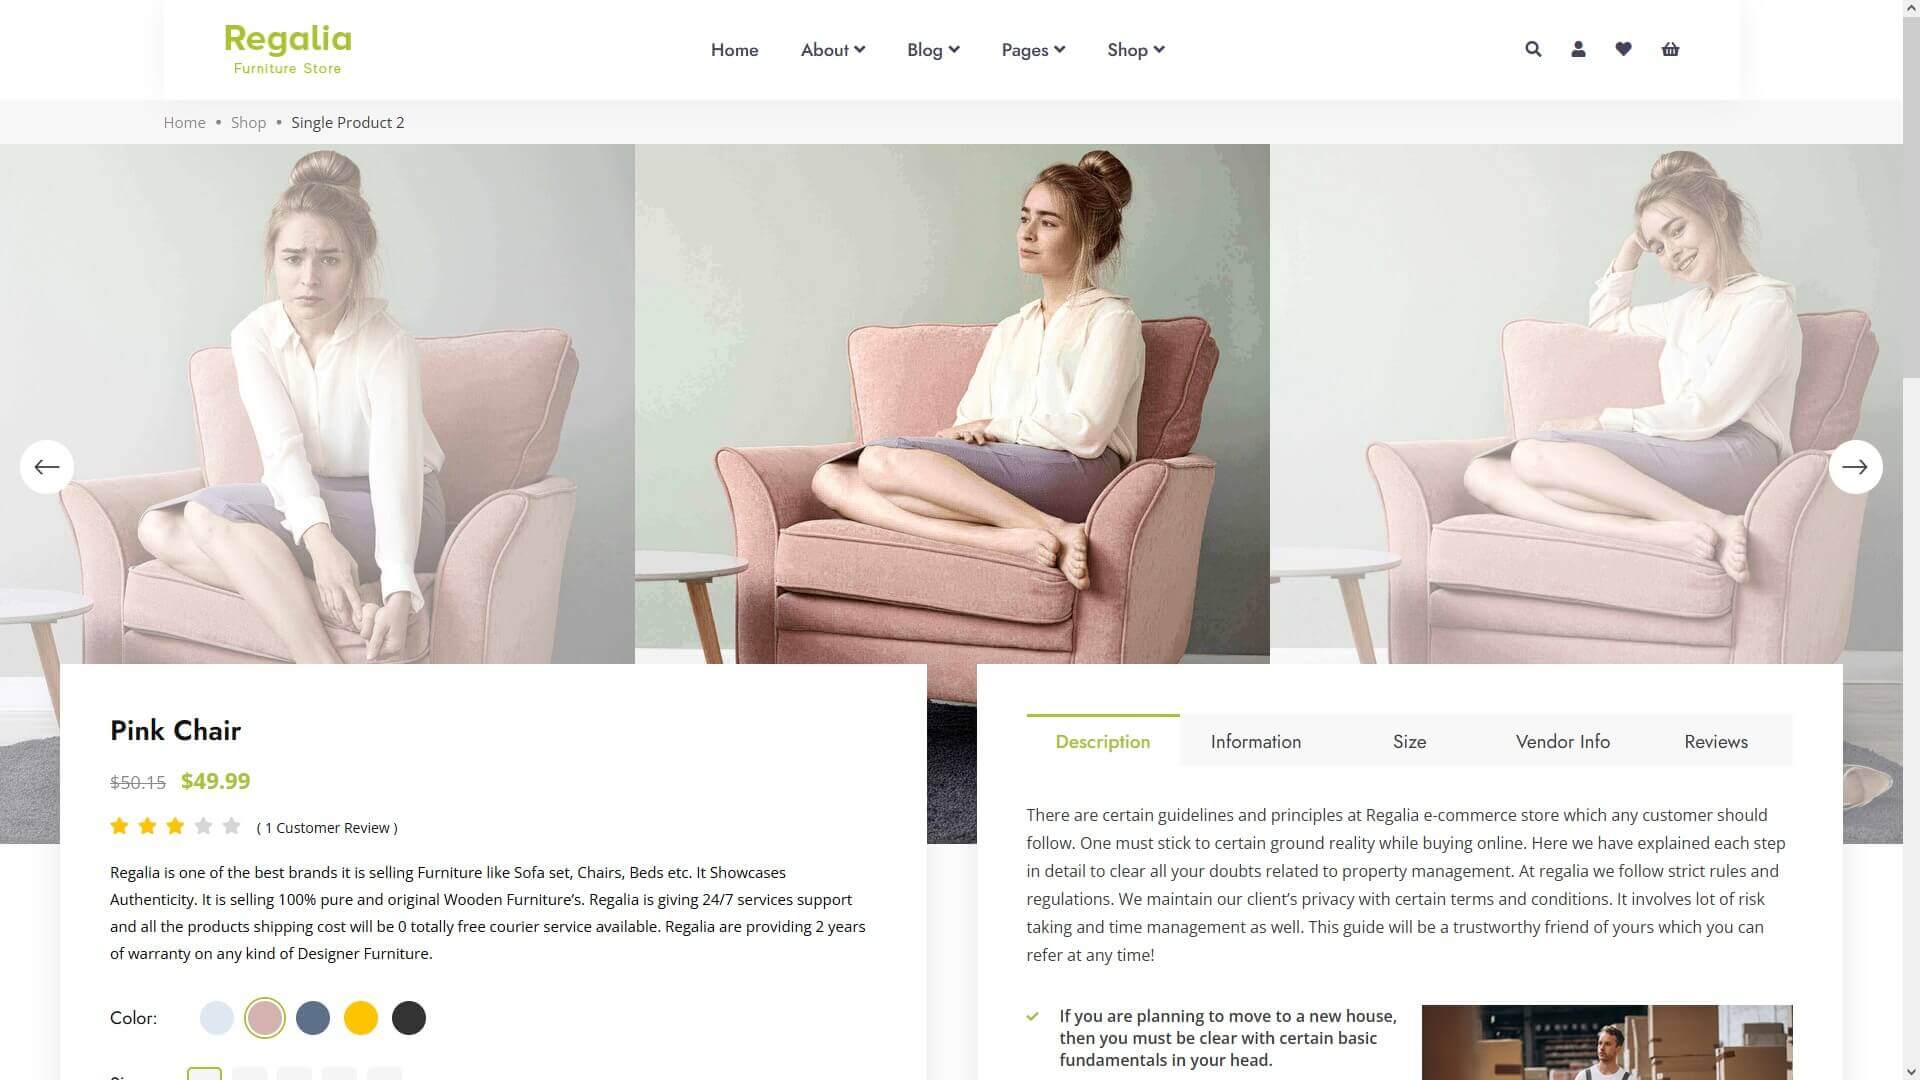 Regalia
Furniture Store
Home
About
Blog
Pages
Shop
Home • Shop • Single Product 2
Pink Chair
$50.15 $49.99
( 1 Customer Review )
Regalia is one of the best brands it is selling Furniture like Sofa set, Chairs, Beds etc. It Showcases
Authenticity. It is selling 100% pure and original Wooden Furniture’s. Regalia is giving 24/7 services support
and all the products shipping cost will be 0 totally free courier service available. Regalia are providing 2 years
of warranty on any kind of Designer Furniture.
Color:
Description
Information
Size
Vendor Info
Reviews
There are certain guidelines and principles at Regalia e-commerce store which any customer should
follow. One must stick to certain ground reality while buying online. Here we have explained each step
in detail to clear all your doubts related to property management. At regalia we follow strict rules and
regulations. We maintain our client’s privacy with certain terms and conditions. It involves lot of risk
taking and time management as well. This guide will be a trustworthy friend of yours which you can
refer at any time!
If you are planning to move to a new house,
then you must be clear with certain basic
fundamentals in your head.